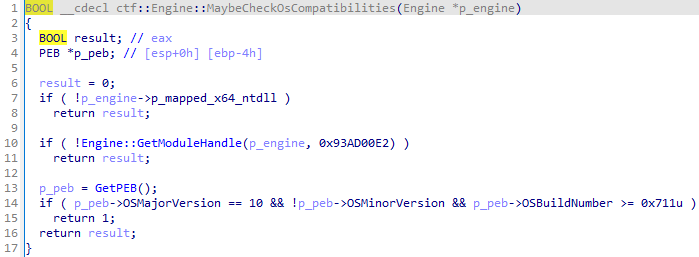 1 BOOL __cdecl ctf::Engine::MaybeCheckOsCompatibilities(Engine *p_engine)
2 {
3 BOOL result; // eax
4 PEB *p_peb; // [esp+0h] [ebp-4h]
5
6 result = 0;
7 if ( !p_engine->p_mapped_x64_ntdll )
8 return result;
9
10 if ( !Engine::GetModuleHandle(p_engine, 0x93AD00E2) )
11 return result;
12
13 p_peb = GetPEB();
14 if ( p_peb->OSMajorVersion == 10 && !p_peb->OSMinorVersion && p_peb->OSBuildNumber >= 0x711u )
15 return 1;
16 return result;
17 }